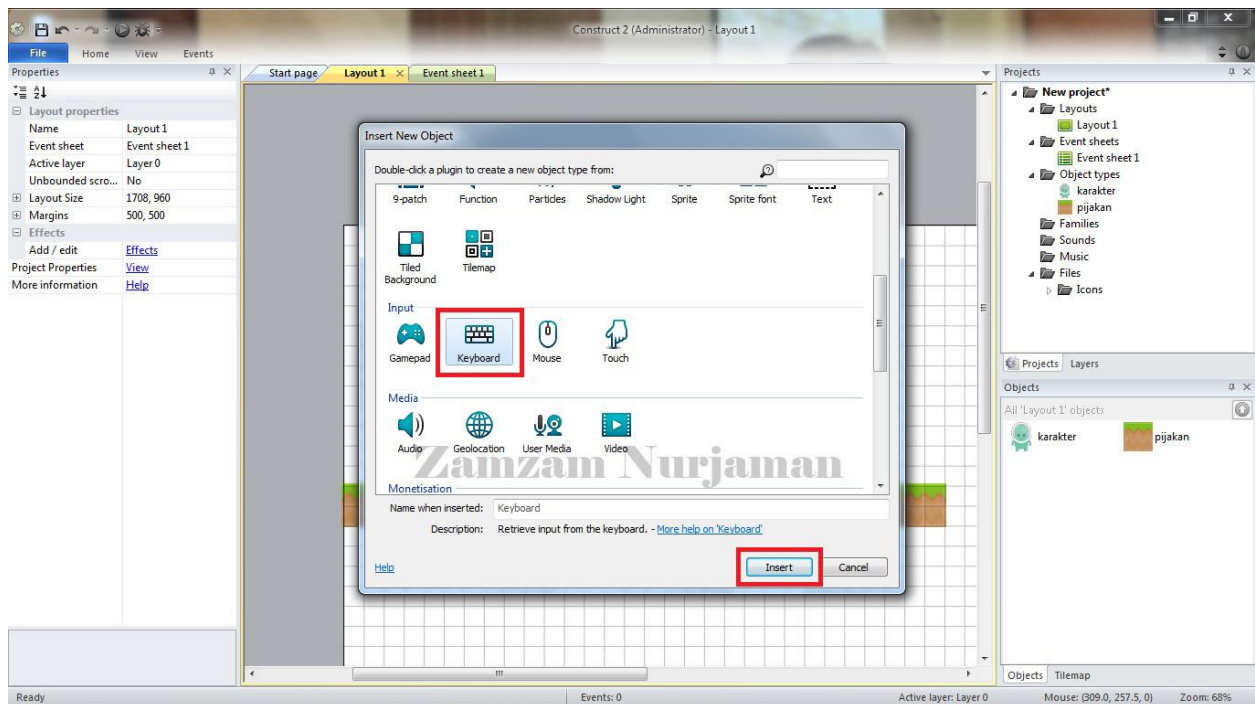 Construct 2 (Administrator) - Layout 1
File Home View Events
Properties
Layout properties
Name Layout 1
Event sheet Event sheet 1
Active layer Layer 0
Unbounded scro... No
Layout Size 1708, 960
Margins 500, 500
Effects
Add / edit Effects
Project Properties View
More information Help
Start page Layout 1 Event sheet 1
Insert New Object
Double-click a plugin to create a new object type from:
9-patch Function Particles Shadow Light Sprite Sprite font Text
Tiled Background Tilemap
Input
Gamepad Keyboard Mouse Touch
Media
Audio Geolocation User Media Video
Zamzam Nurjaman
Monetisation
Name when inserted: Keyboard
Description: Retrieve input from the keyboard. - More help on 'Keyboard'
Help Insert Cancel
Projects
New project*
Layouts
Layout 1
Event sheets
Event sheet 1
Object types
karakter
pijakan
Families
Sounds
Music
Files
Icons
Projects Layers
Objects
All 'Layout 1' objects
karakter pijakan
Objects Tilemap
Ready Events: 0 Active layer: Layer 0 Mouse: (309.0, 257.5, 0) Zoom: 68%